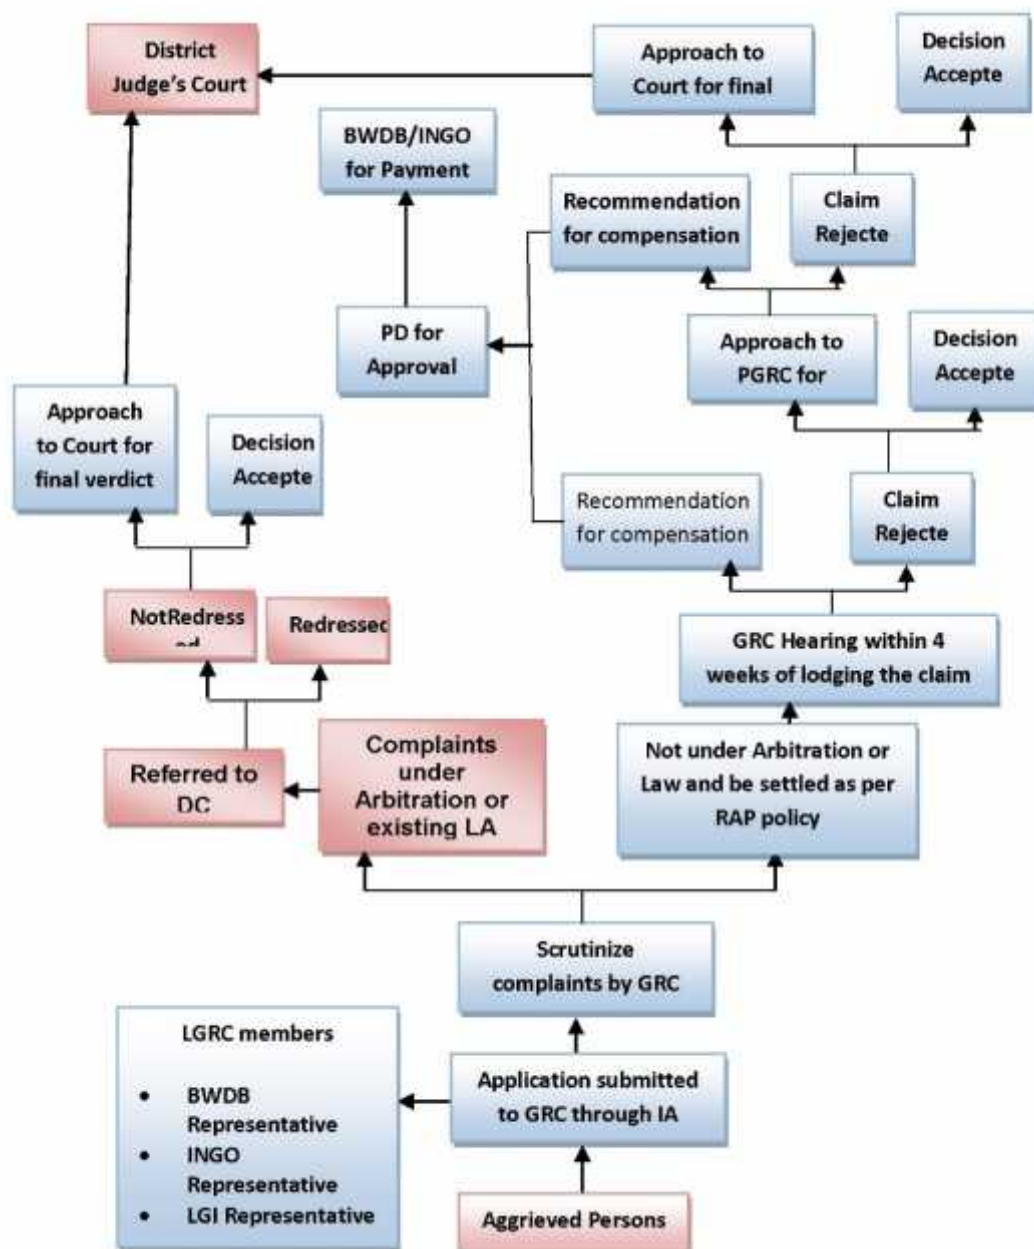 District
Judge's Court
Approach to
Court for final
Decision
Accepte
BWDB/INGO
for Payment
Recommendation
for compensation
Claim
Rejecte
PD for
Approval
Approach to
PGRC for
Decision
Accepte
Approach
to Court for
final verdict
Decision
Accepte
Recommendation
for compensation
Claim
Rejecte
NotRedress
ed
Redressed
GRC Hearing within 4
weeks of lodging the claim
Referred to
DC
Complaints
under
Arbitration or
existing LA
Not under Arbitration or
Law and be settled as per
RAP policy
Scrutinize
complaints by GRC
LGRC members
• BWDB
Representative
• INGO
Representative
• LGI Representative
Application submitted
to GRC through IA
Aggrieved Persons